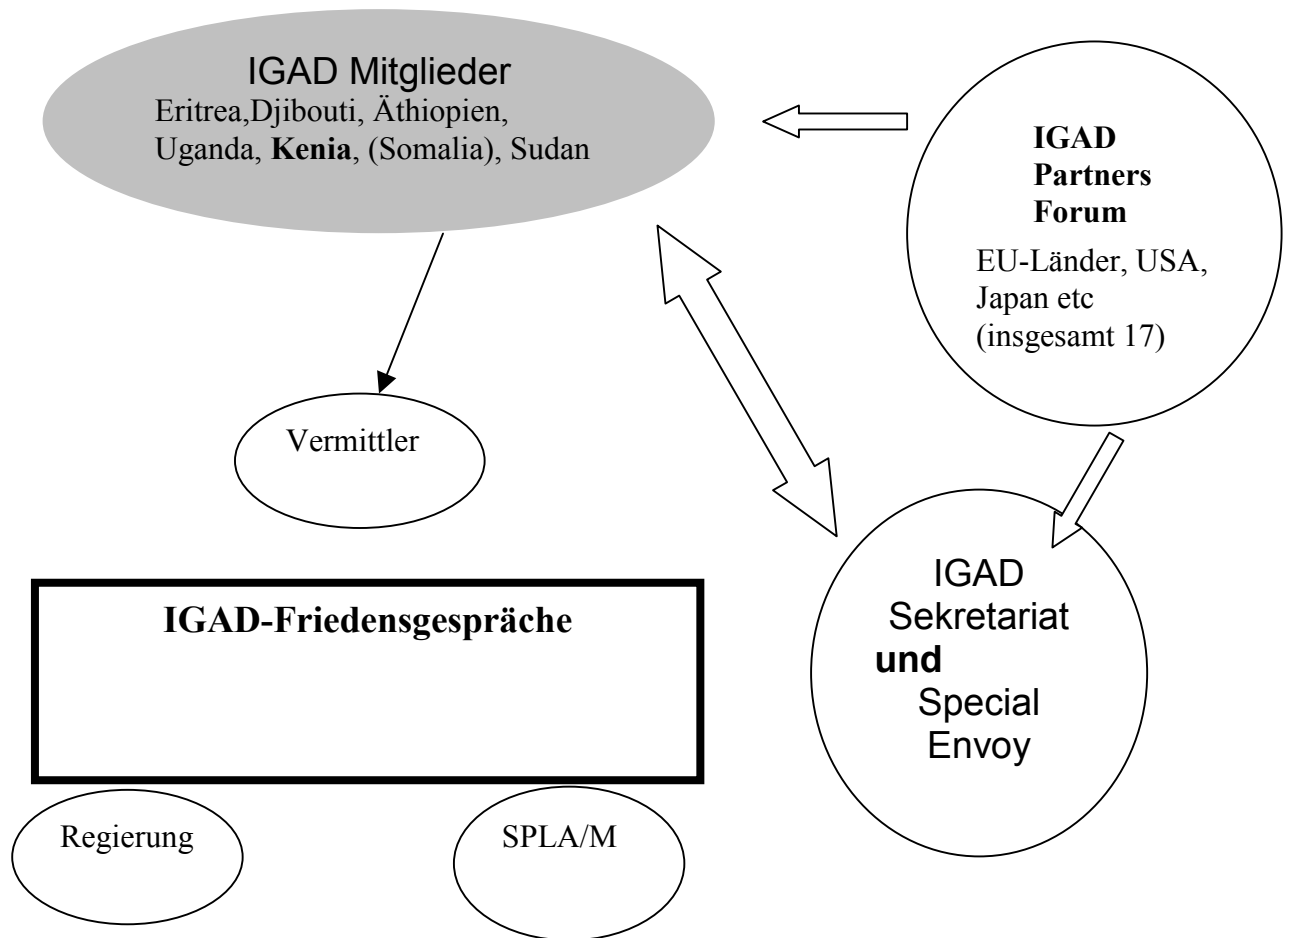 IGAD Mitglieder
Eritrea,Djibouti, Äthiopien,
Uganda, Kenia, (Somalia), Sudan
IGAD
Partners
Forum
EU-Länder, USA,
Japan etc
(insgesamt 17)
Vermittler
IGAD
Sekretariat
und
Special
Envoy
IGAD-Friedensgespräche
Regierung
SPLA/M